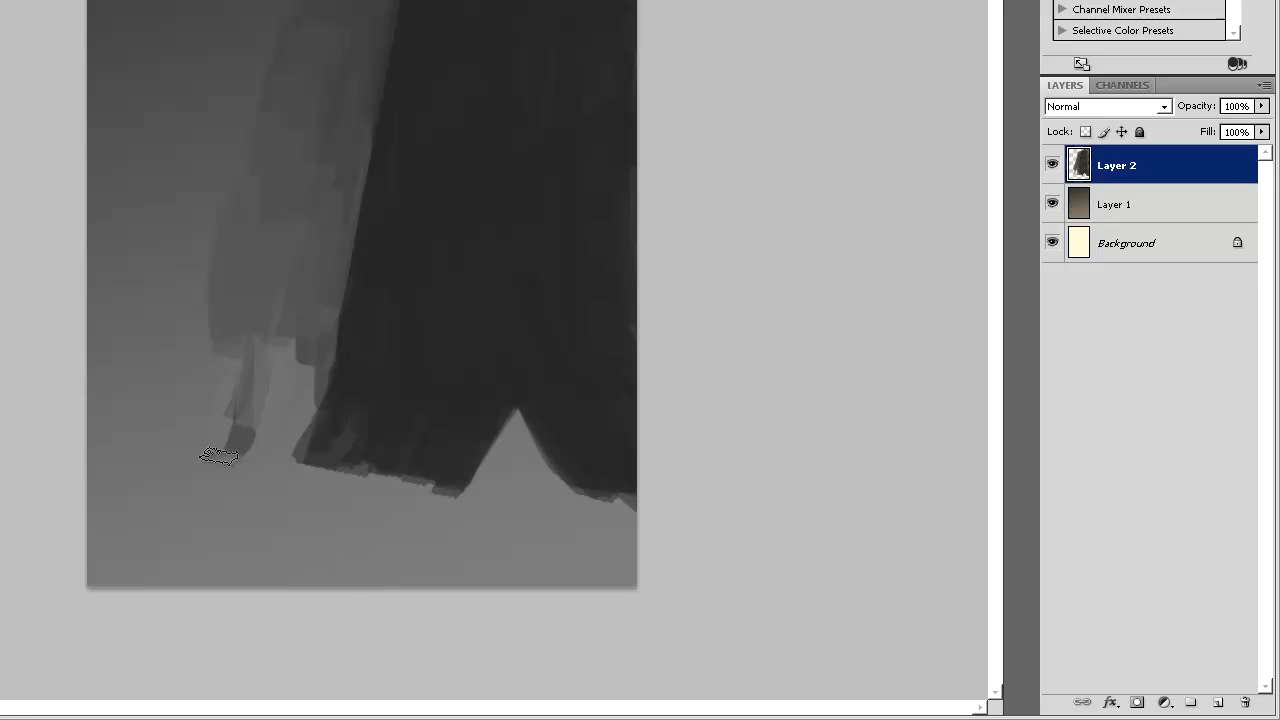 Channel Mixer Presets
Selective Color Presets
LAYERS CHANNELS
Normal Opacity: 100%
Lock: Fill: 100%
Layer 2
Layer 1
Background
fx